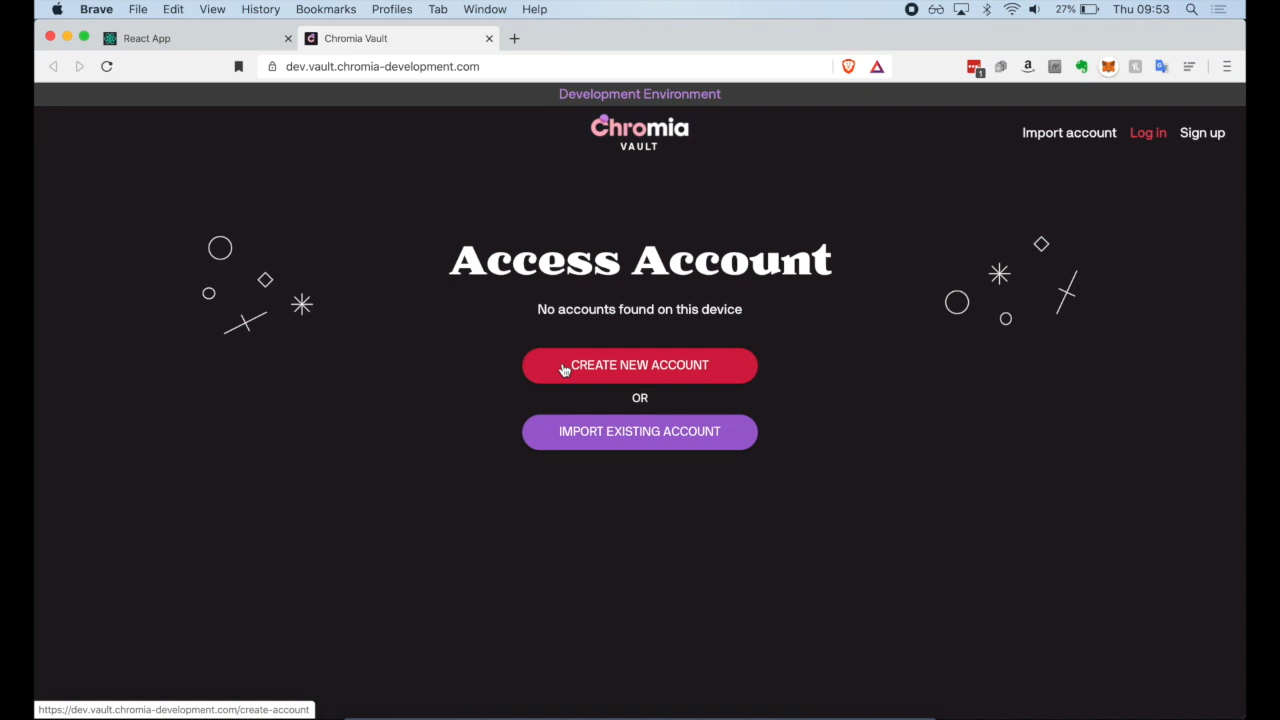 Brave File Edit View History Bookmarks Profiles Tab Window Help 27% Thu 09:53
React App Chromia Vault
dev.vault.chromia-development.com 1
Development Environment
Chromia
VAULT
Import account Log in Sign up
Access Account
No accounts found on this device
CREATE NEW ACCOUNT
OR
IMPORT EXISTING ACCOUNT
https://dev.vault.chromia-development.com/create-account